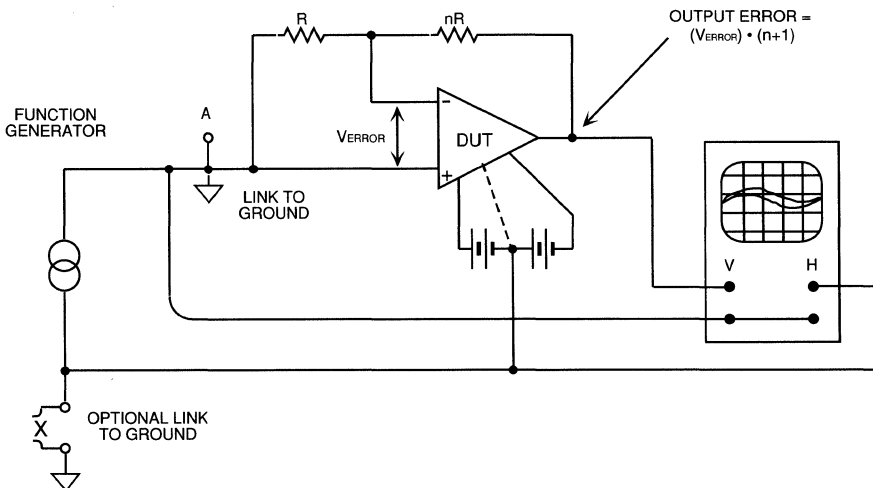 R
nR
OUTPUT ERROR =
(VERROR) • (n+1)
FUNCTION
GENERATOR
A
VERROR
−
DUT
+
LINK TO
GROUND
V
H
X
OPTIONAL LINK
TO GROUND